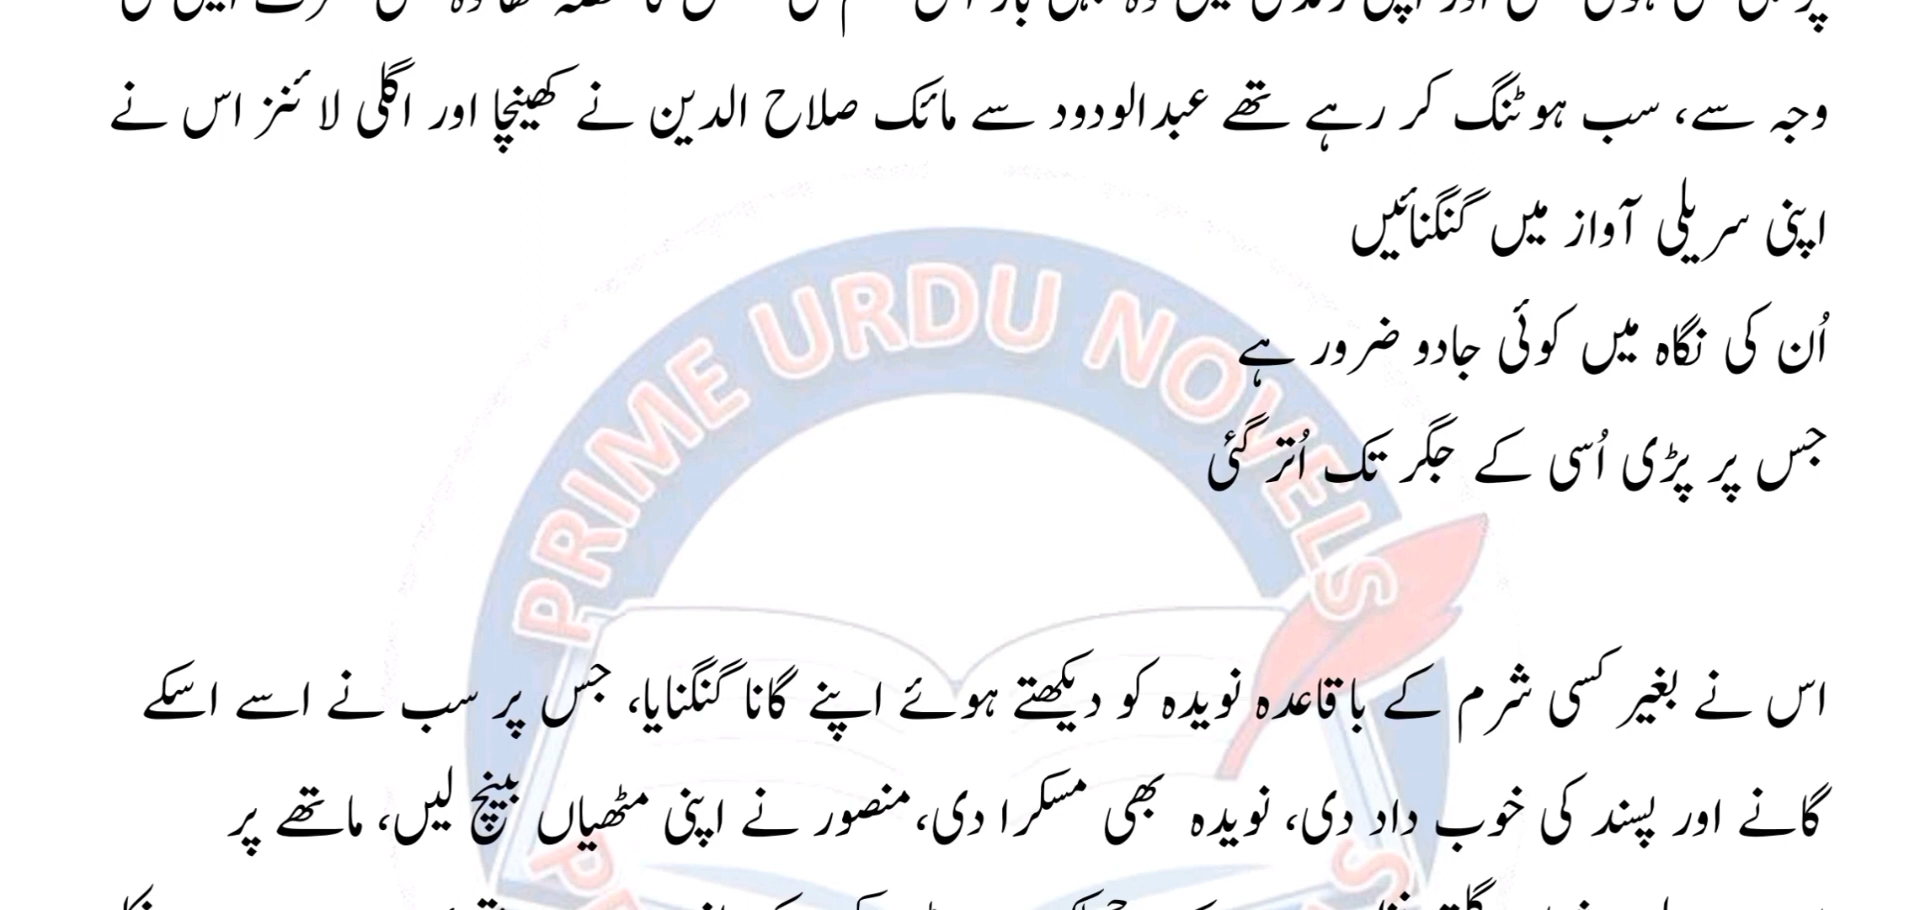 وجہ سے، سب ہوٹنگ کر رہے تھے عبدالودود سے مائک صلاح الدین نے کھینچا اور اگلی لائنز اس نے
اپنی سریلی آواز میں گنگنائیں
اُن کی نگاہ میں کوئی جادو ضرور ہے
جس پر پڑی اُسی کے جگر تک اُتر گئی
PRIME URDU NOVELS
اس نے بغیر کسی شرم کے باقاعدہ نویدہ کو دیکھتے ہوئے اپنے گانا گنگنایا، جس پر سب نے اسے اسکے
گانے اور پسند کی خوب داد دی، نویدہ بھی مسکرا دی، منصور نے اپنی مٹھیاں بینچ لیں، ماتھے پر